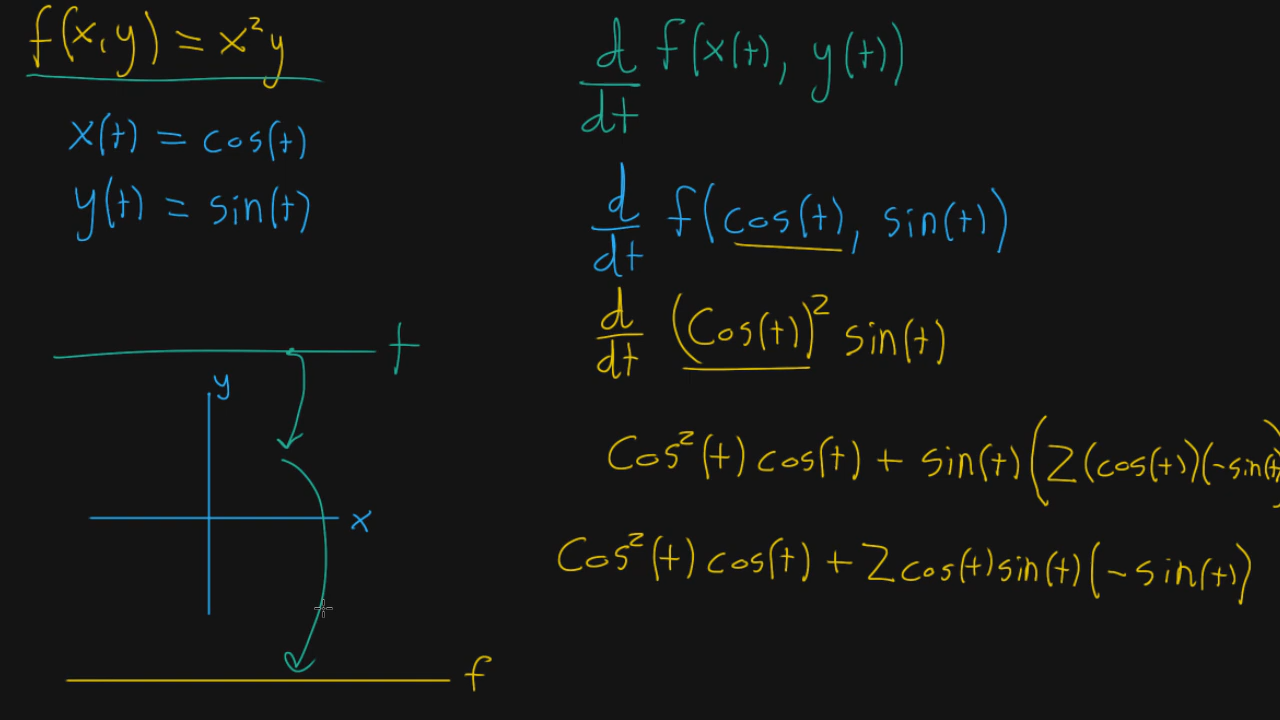 f(x,y) = x²y
x(t) = cos(t)
y(t) = sin(t)
t
y
x
f
d/dt f(x(t), y(t))
d/dt f(cos(t), sin(t))
d/dt (Cos(t))² sin(t)
Cos²(t) cos(t) + sin(t)(2(cos(t))(-sin(t)
Cos²(t) cos(t) + 2cos(t)sin(t)(-sin(t))